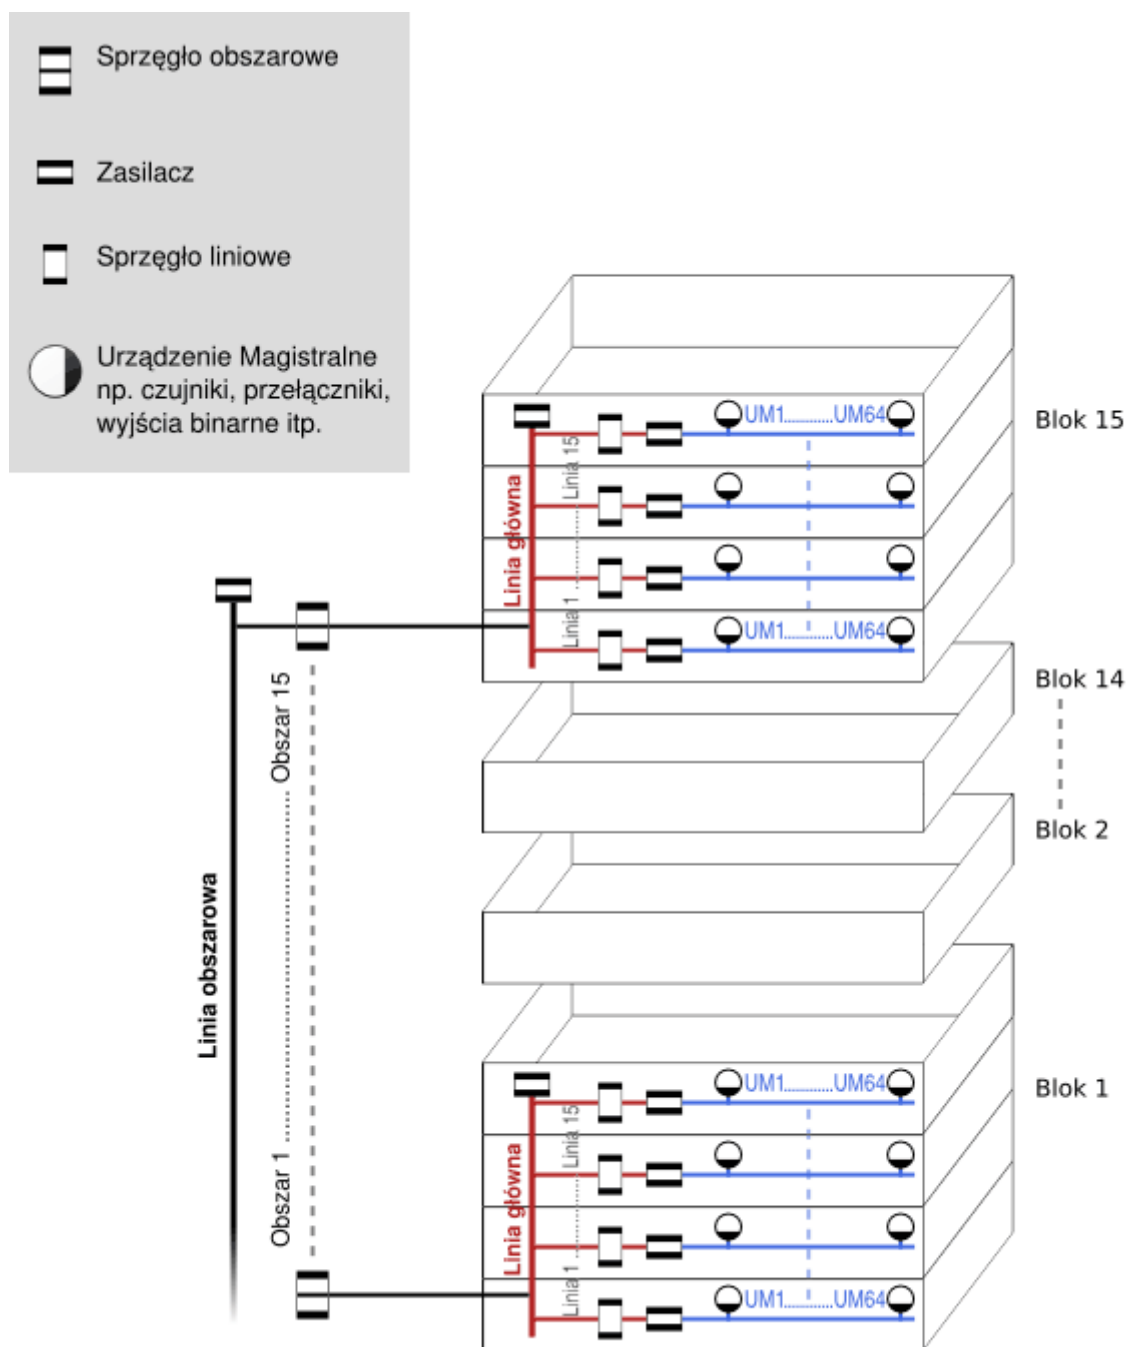 Sprzęgło obszarowe
Zasilacz
Sprzęgło liniowe
Urządzenie Magistralne
np. czujniki, przełączniki,
wyjścia binarne itp.
UM1............UM64
Blok 15
Linia główna
Linia 1 .................. Linia 15
UM1............UM64
Blok 14
Blok 2
Linia obszarowa
Obszar 1 ........................................ Obszar 15
UM1............UM64
Blok 1
Linia główna
Linia 1 .................. Linia 15
UM1............UM64